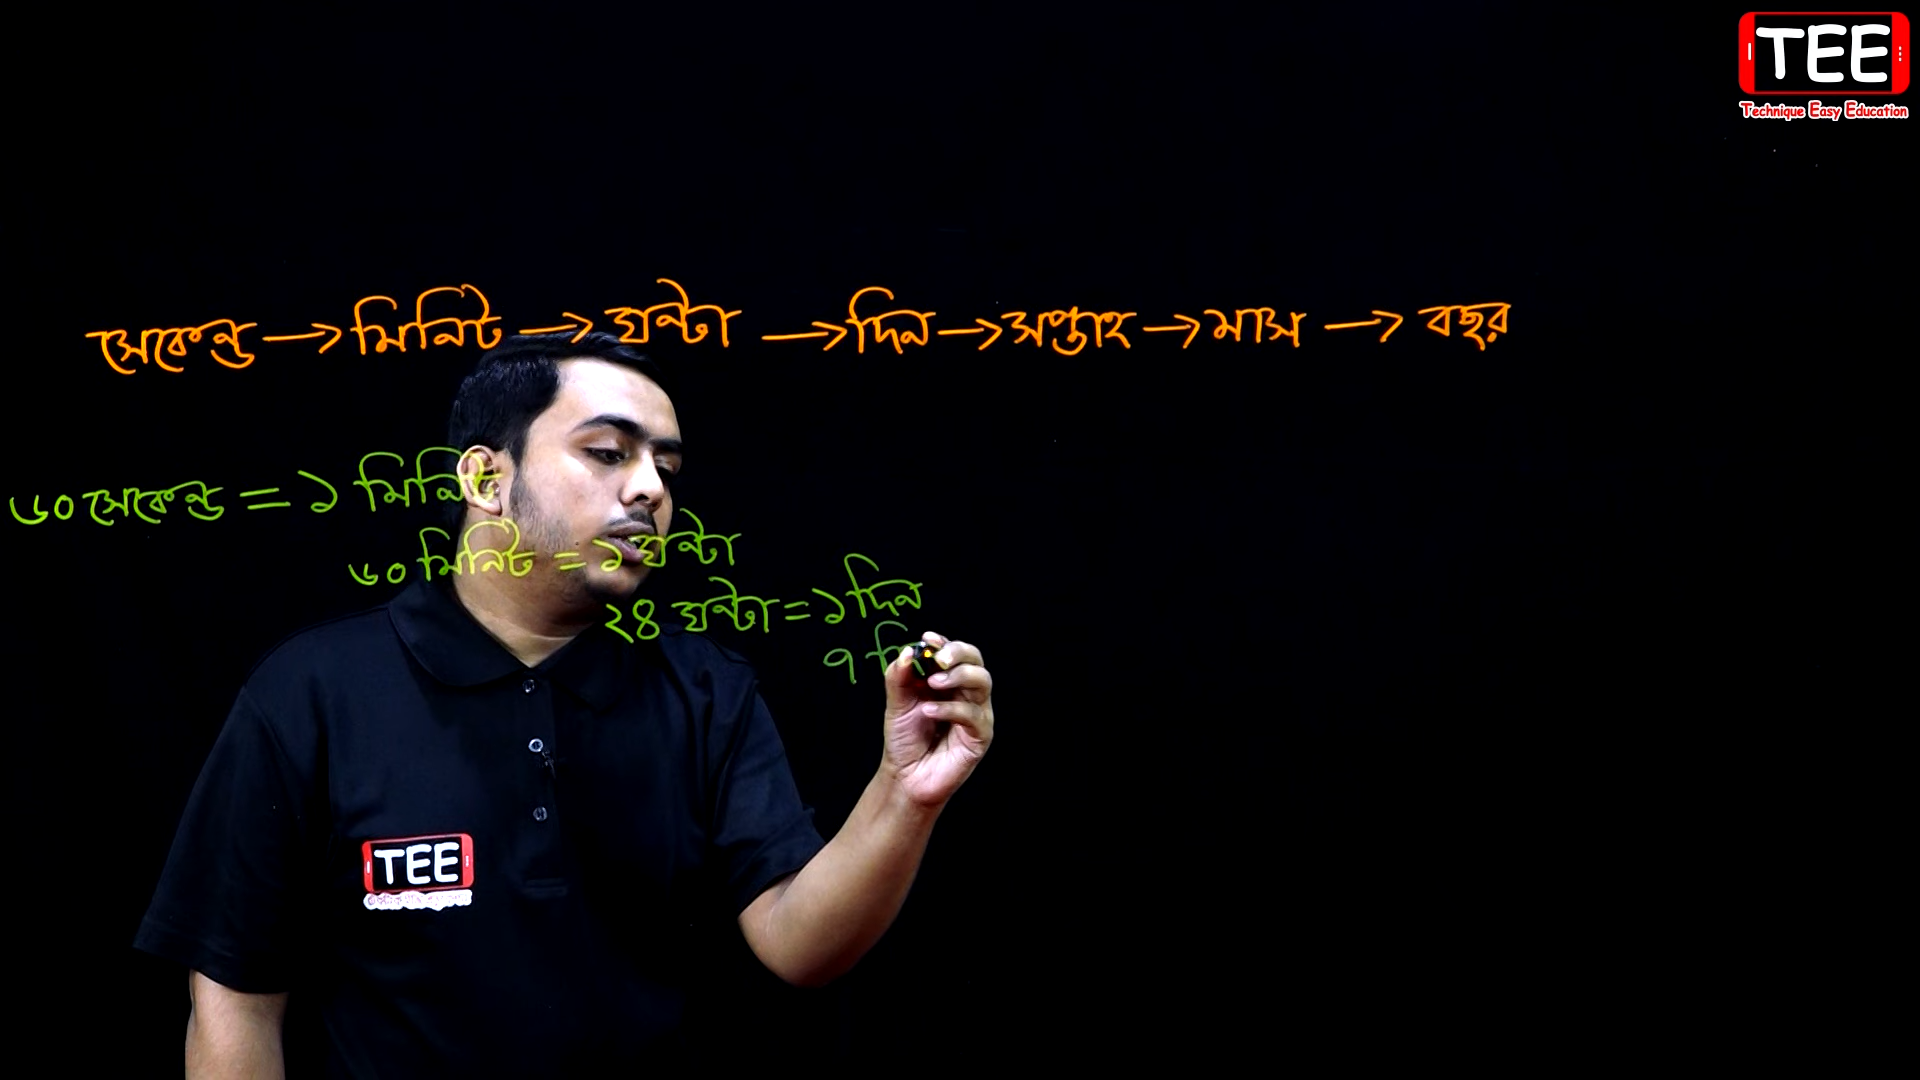 TEE
Technique Easy Education
সেকেন্ড → মিনিট → ঘন্টা → দিন → সপ্তাহ → মাস → বছর
৬০ সেকেন্ড = ১ মিনিট
৬০ মিনিট = ১ ঘন্টা
২৪ ঘন্টা = ১ দিন
৭ দি
TEE